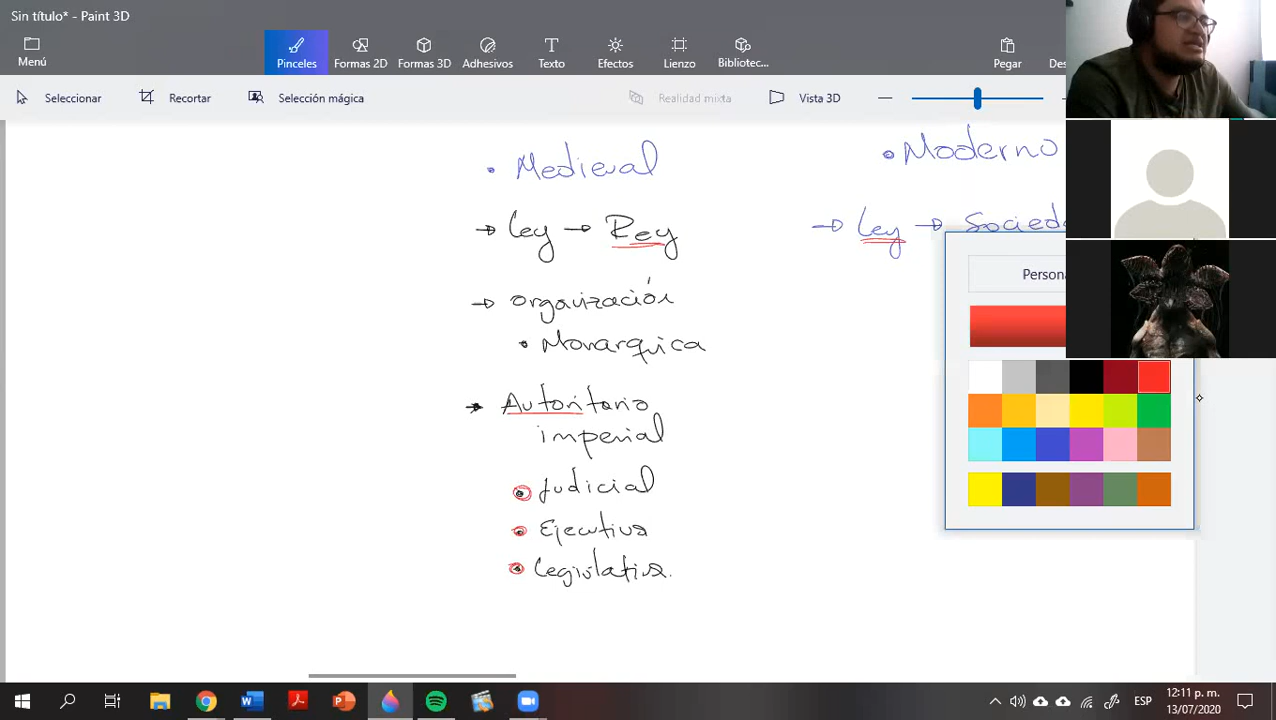 Sin título* - Paint 3D
Menú
Pinceles
Formas 2D
Formas 3D
Adhesivos
Texto
Efectos
Lienzo
Bibliotec...
Pegar
Des
Seleccionar
Recortar
Selección mágica
Realidad mixta
Vista 3D
• Medieval
• Moderno
→ Ley → Rey
→ Ley → Socied
→ organización
• Monarquica
→ Autoritario
imperial
• Judicial
• Ejecutiva
• Legislativa.
Persona
ESP
12:11 p. m.
13/07/2020